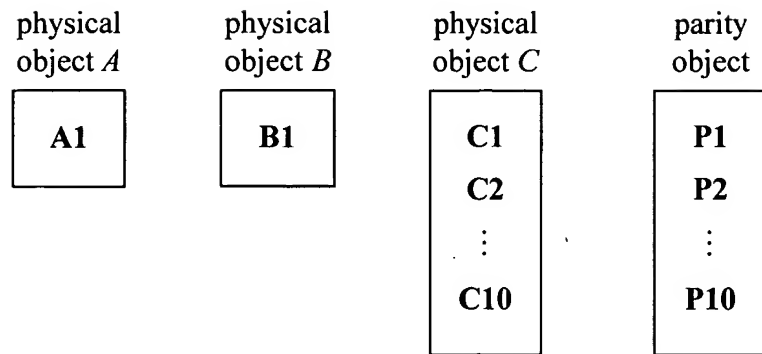 physical object A
physical object B
physical object C
parity object
A1
B1
C1
P1
C2
P2
⋮
⋮
C10
P10